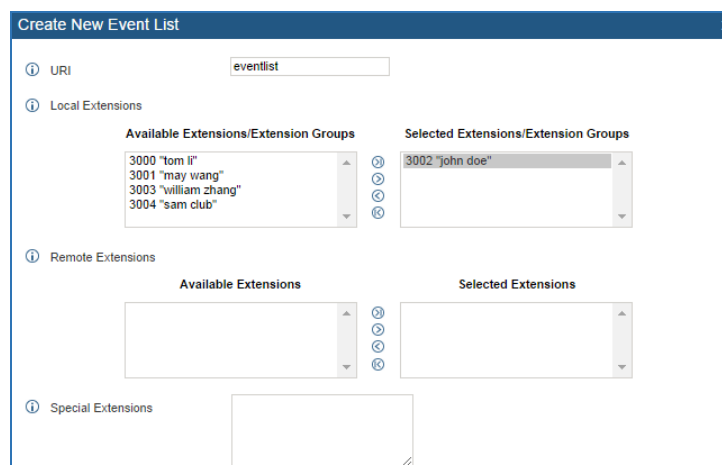 Create New Event List
URI
eventlist
Local Extensions
Available Extensions/Extension Groups
Selected Extensions/Extension Groups
3000 "tom li"
3001 "may wang"
3003 "william zhang"
3004 "sam club"
3002 "john doe"
Remote Extensions
Available Extensions
Selected Extensions
Special Extensions